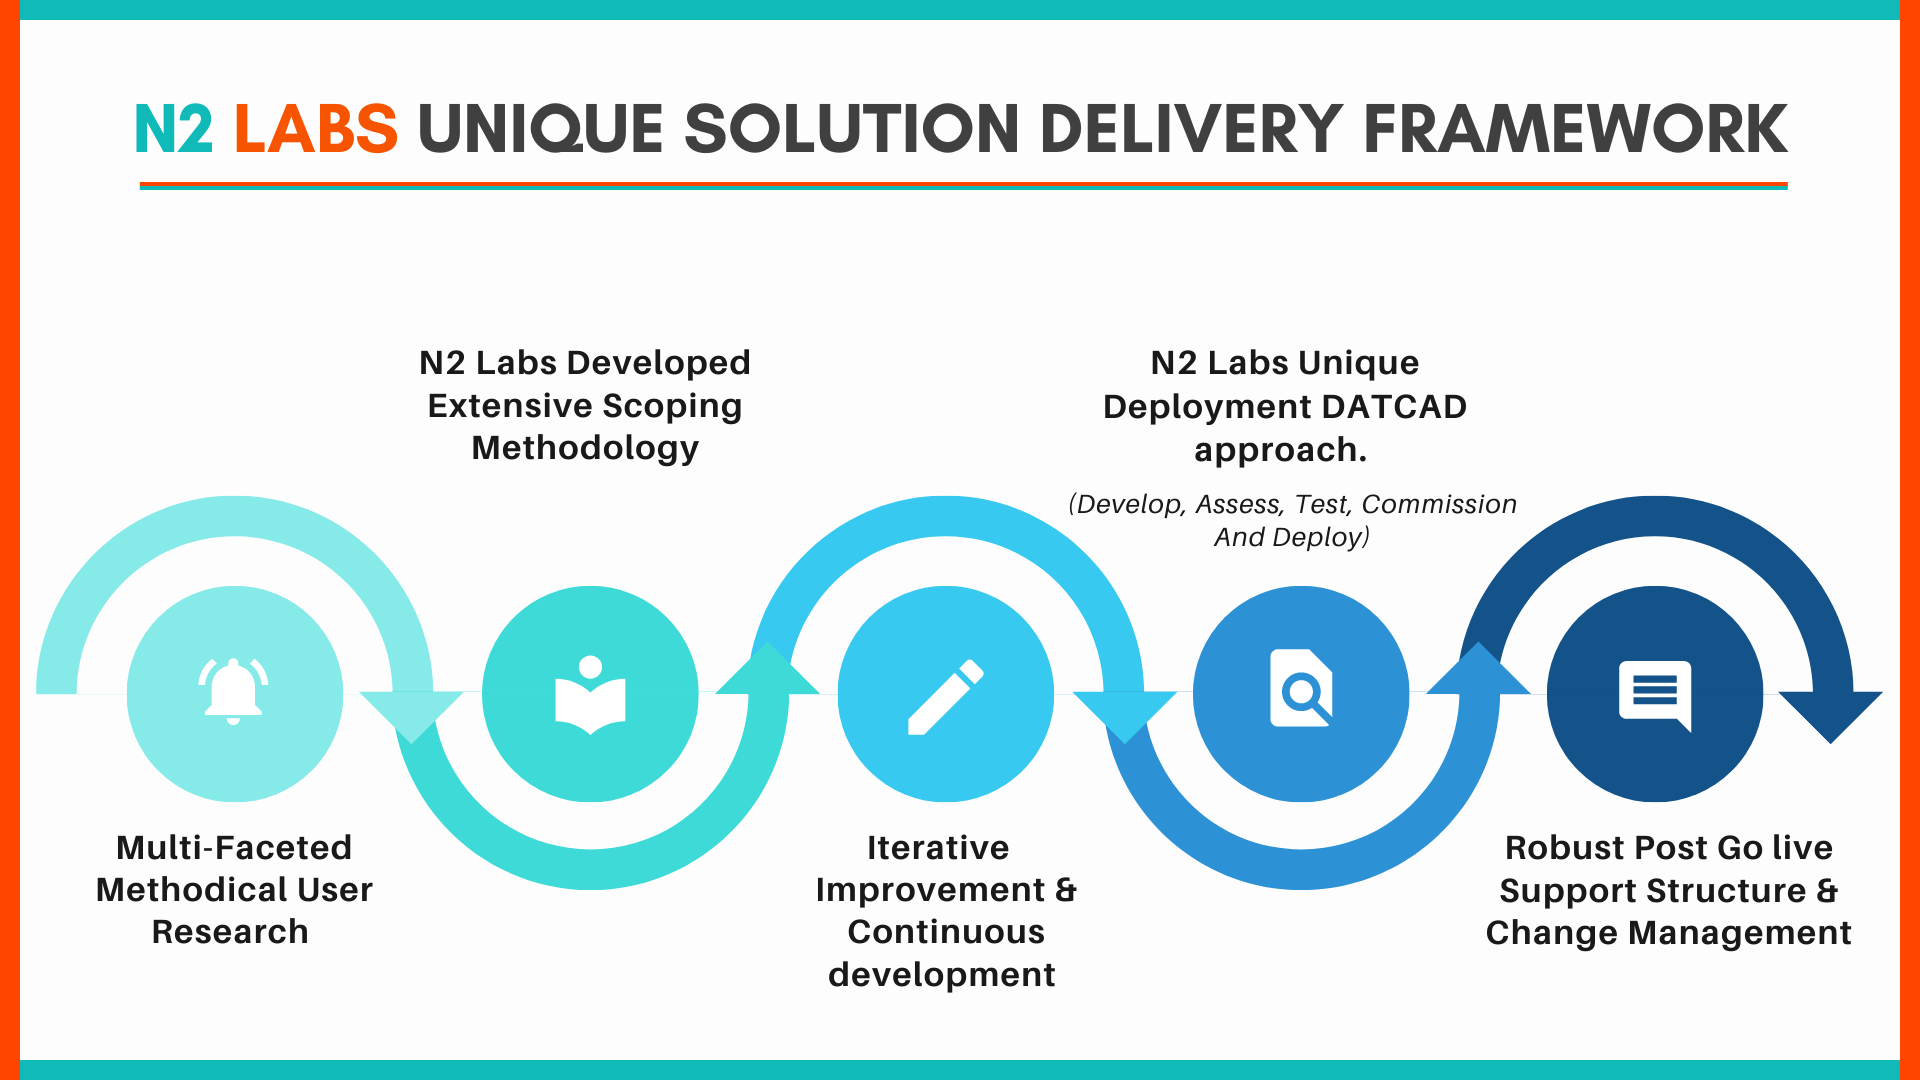 N2 LABS UNIQUE SOLUTION DELIVERY FRAMEWORK
N2 Labs Developed
Extensive Scoping
Methodology
N2 Labs Unique
Deployment DATCAD
approach.
(Develop, Assess, Test, Commission
And Deploy)
Multi-Faceted
Methodical User
Research
Iterative
Improvement &
Continuous
development
Robust Post Go live
Support Structure &
Change Management